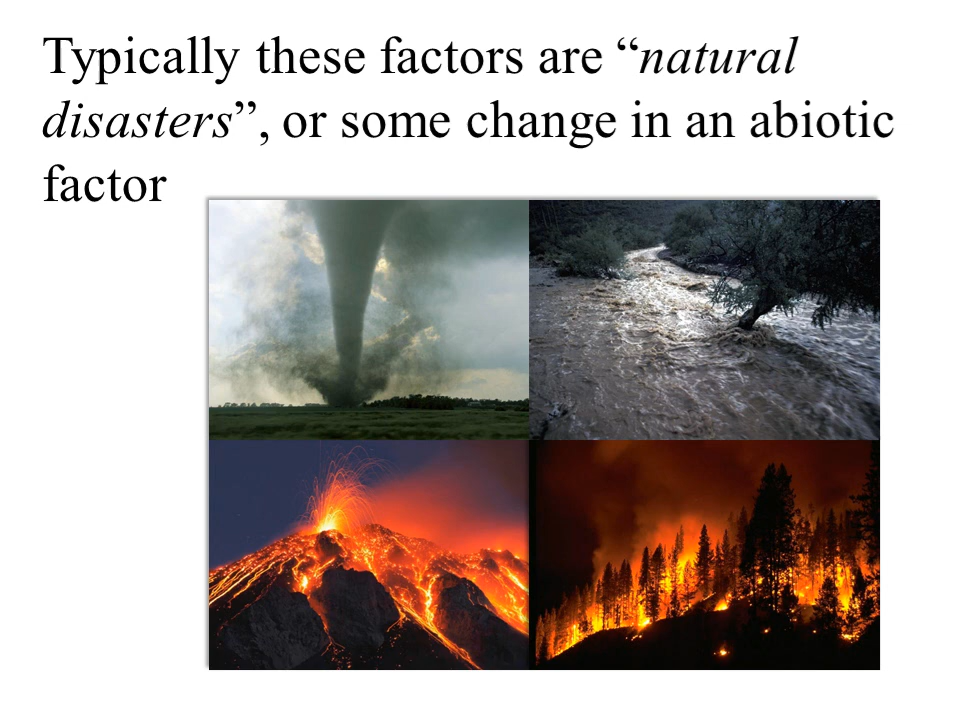 Typically these factors are “natural
disasters”, or some change in an abiotic
factor